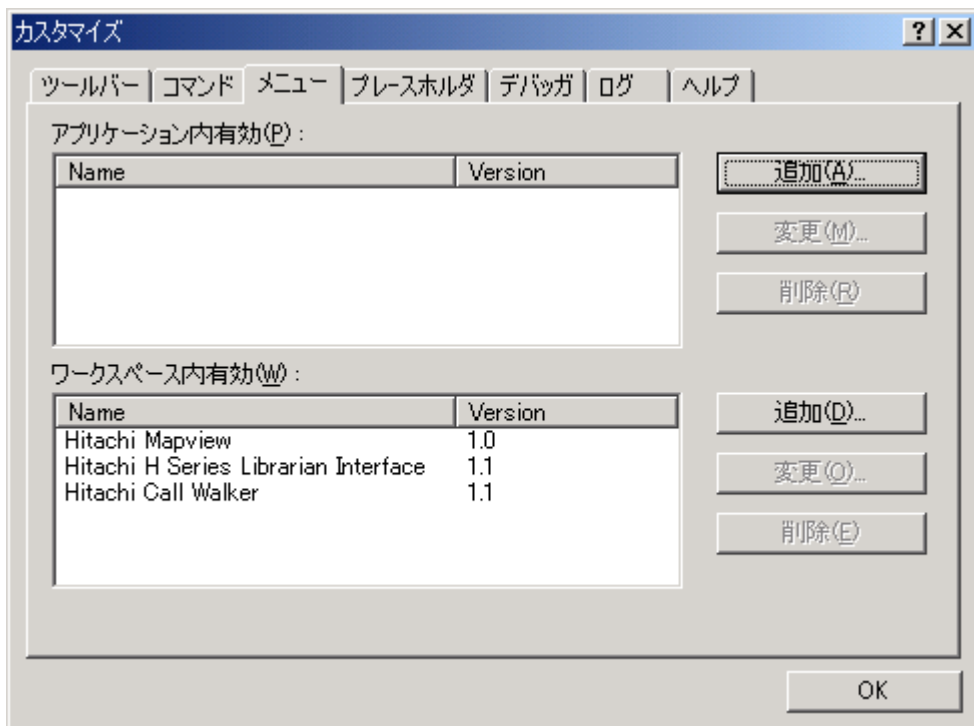 カスタマイズ
ツールバー コマンド メニュー プレースホルダ デバッガ ログ ヘルプ
アプリケーション内有効(P) :
Name Version
追加(A)...
変更(M)...
削除(R)
ワークスペース内有効(W) :
Name Version
Hitachi Mapview 1.0
Hitachi H Series Librarian Interface 1.1
Hitachi Call Walker 1.1
追加(D)...
変更(O)...
削除(E)
OK